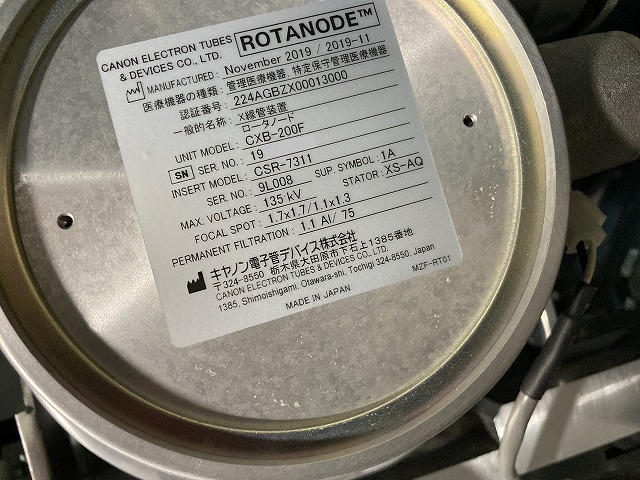 CANON ELECTRON TUBES
& DEVICES CO., LTD.
ROTANODE™
MANUFACTURED: November 2019 / 2019-11
医療機器の種類: 管理医療機器, 特定保守管理医療機器
認証番号: 224AGBZX00013000
一般的名称: X線管装置
ロータノード
UNIT MODEL: CXB-200F
SN SER. NO.: 19
INSERT MODEL: CSR-7311
SER. NO.: 9L008 SUP. SYMBOL: 1A
MAX. VOLTAGE: 135 kV STATOR: XS-AQ
FOCAL SPOT: 1.7x1.7/1.1x1.3
PERMANENT FILTRATION: 1.1 Al/ 75
キヤノン電子管デバイス株式会社
〒324-8550 栃木県大田原市下石上1385番地
CANON ELECTRON TUBES & DEVICES CO., LTD.
1385, Shimoishigami, Otawara-shi, Tochigi 324-8550, Japan
MADE IN JAPAN
MZF-RT01